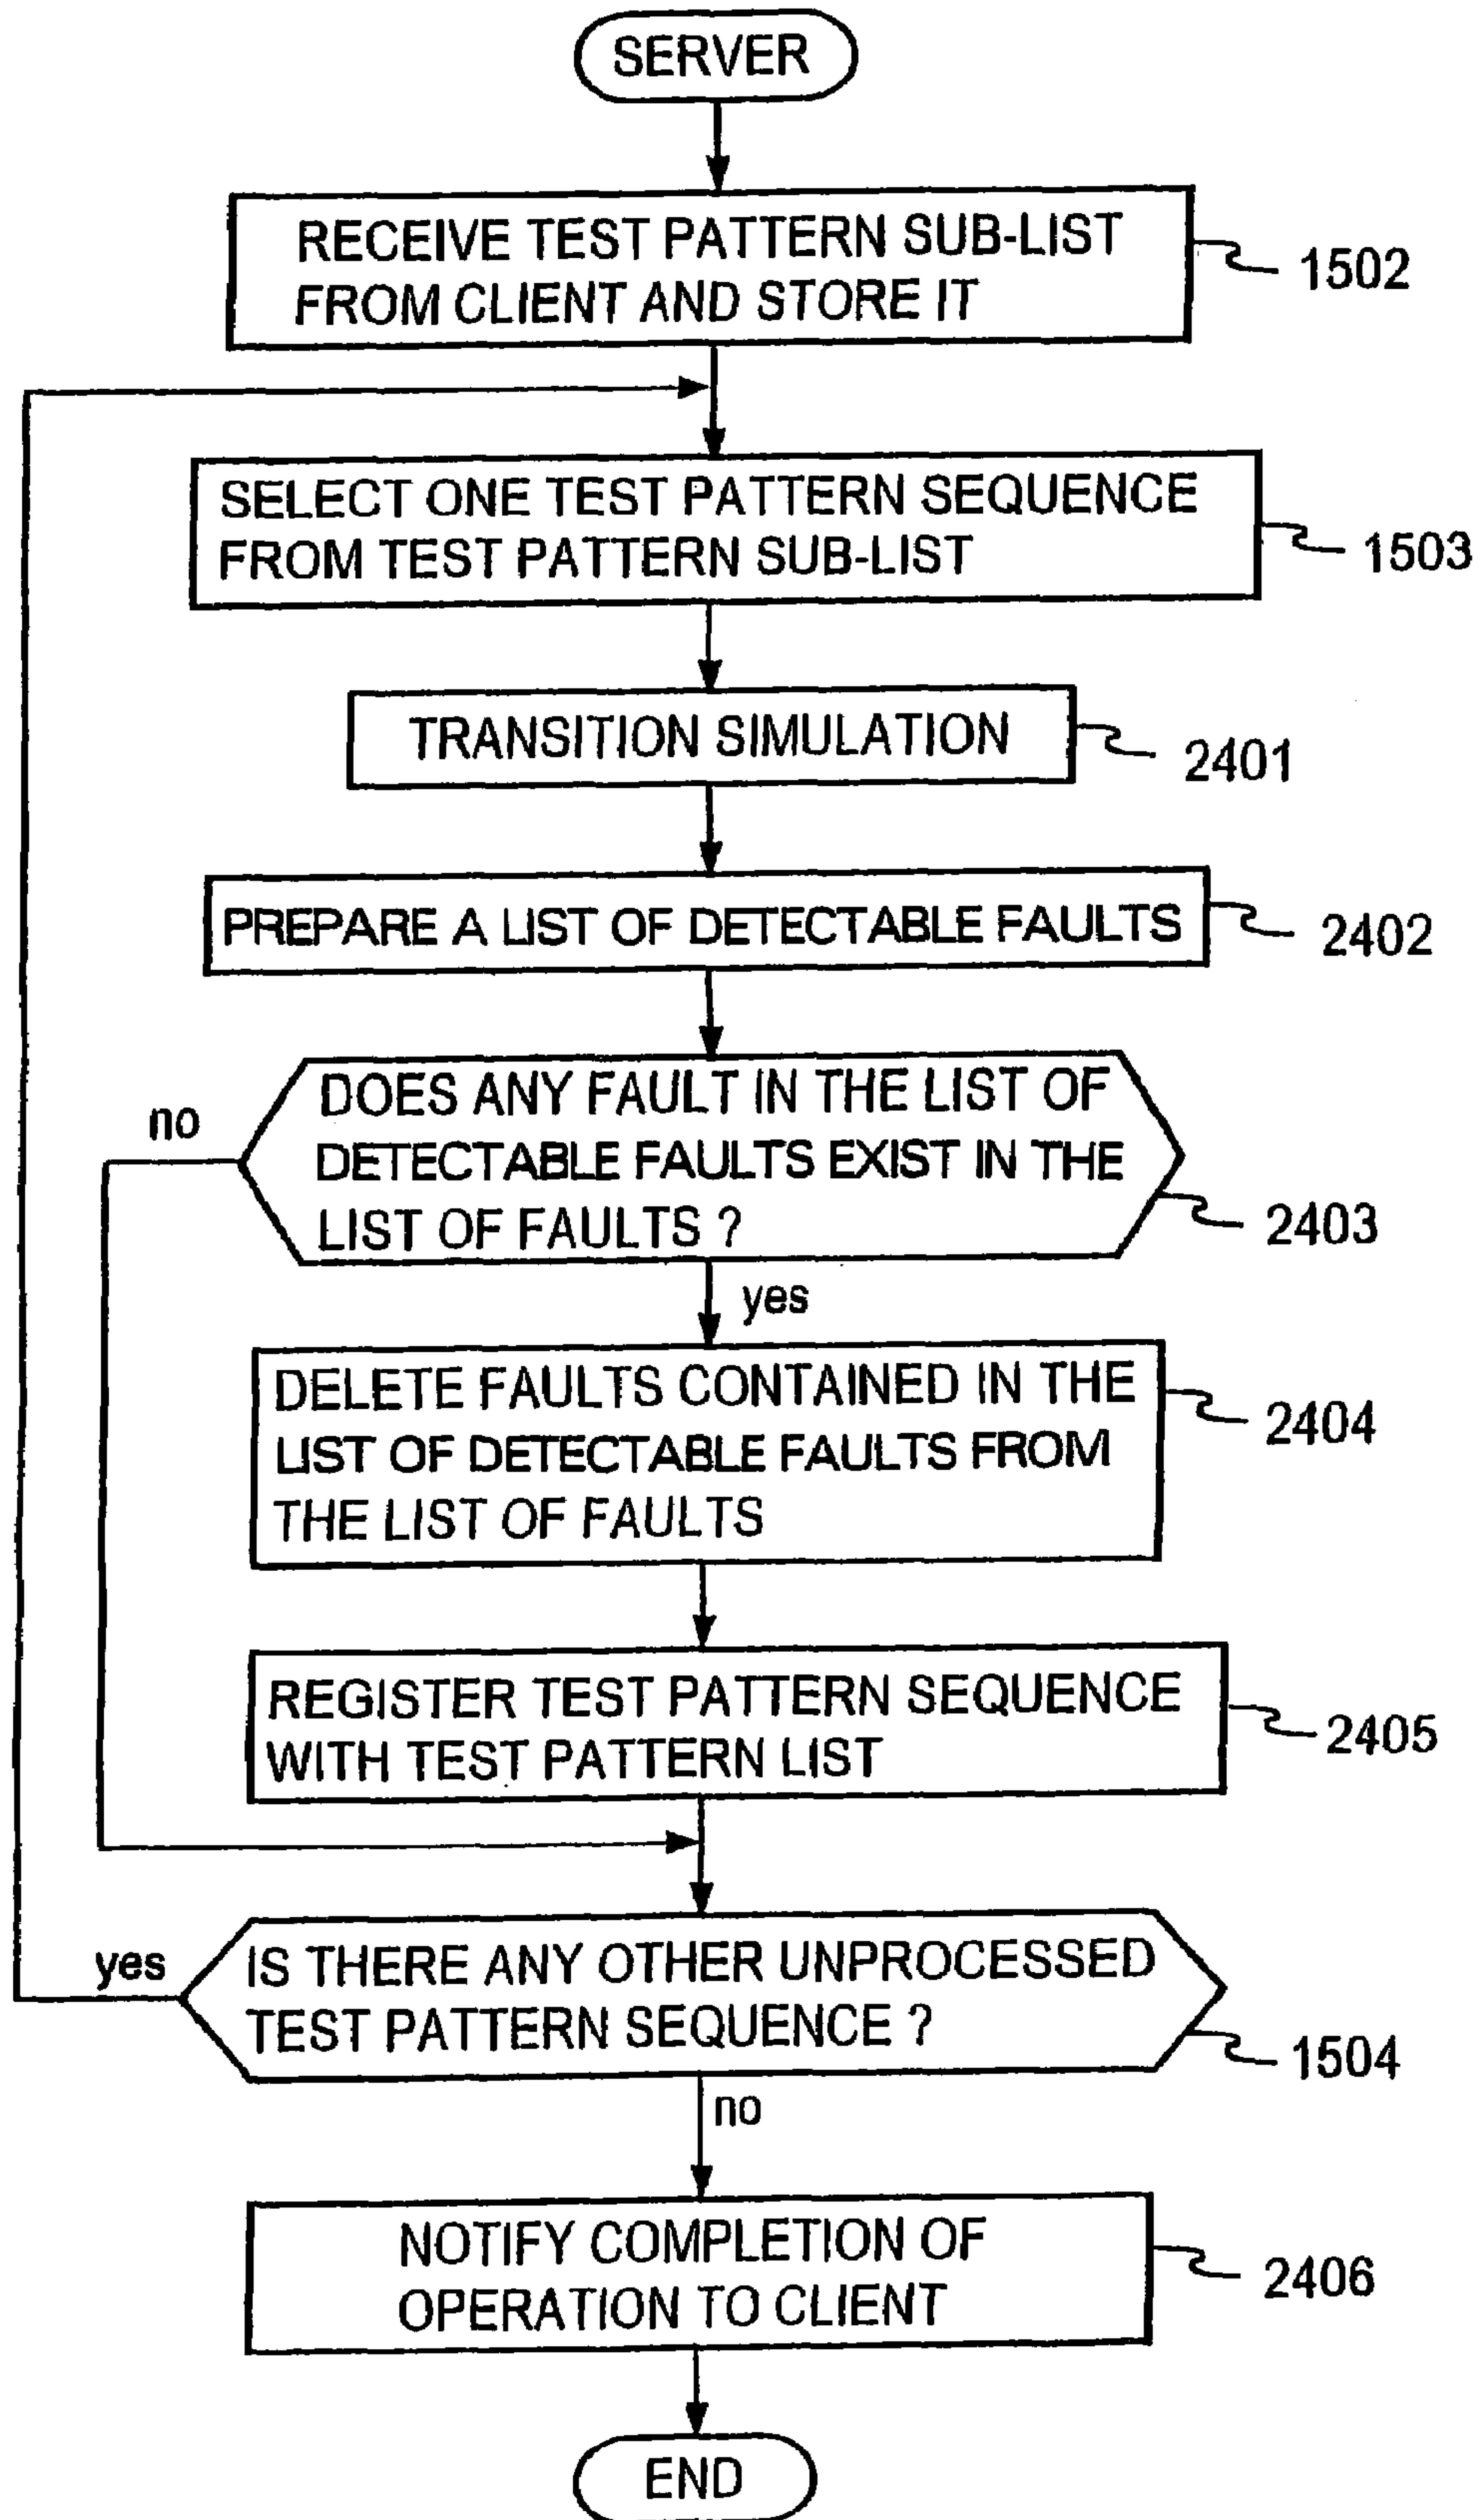 SERVER
RECEIVE TEST PATTERN SUB-LIST
FROM CLIENT AND STORE IT
1502
SELECT ONE TEST PATTERN SEQUENCE
FROM TEST PATTERN SUB-LIST
1503
TRANSITION SIMULATION
2401
PREPARE A LIST OF DETECTABLE FAULTS
2402
DOES ANY FAULT IN THE LIST OF
DETECTABLE FAULTS EXIST IN THE
LIST OF FAULTS ?
no
2403
yes
DELETE FAULTS CONTAINED IN THE
LIST OF DETECTABLE FAULTS FROM
THE LIST OF FAULTS
2404
REGISTER TEST PATTERN SEQUENCE
WITH TEST PATTERN LIST
2405
yes
IS THERE ANY OTHER UNPROCESSED
TEST PATTERN SEQUENCE ?
1504
no
NOTIFY COMPLETION OF
OPERATION TO CLIENT
2406
END